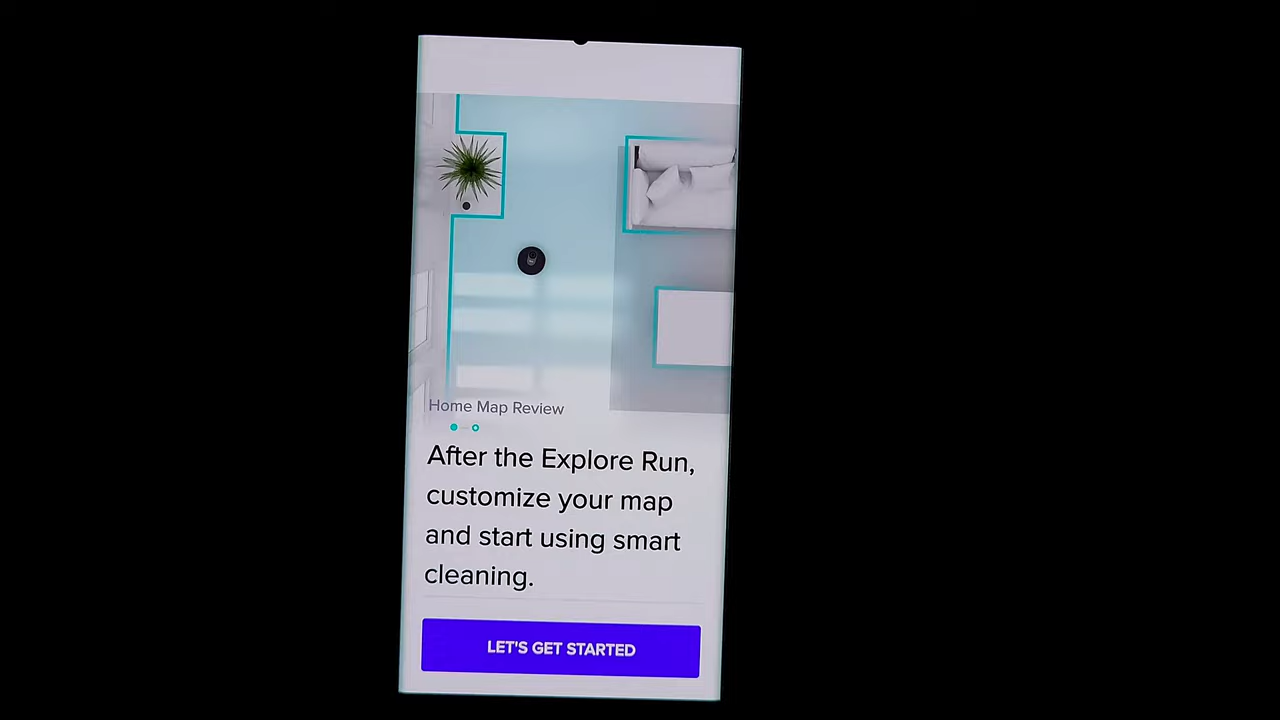 Home Map Review
After the Explore Run,
customize your map
and start using smart
cleaning.
LET'S GET STARTED